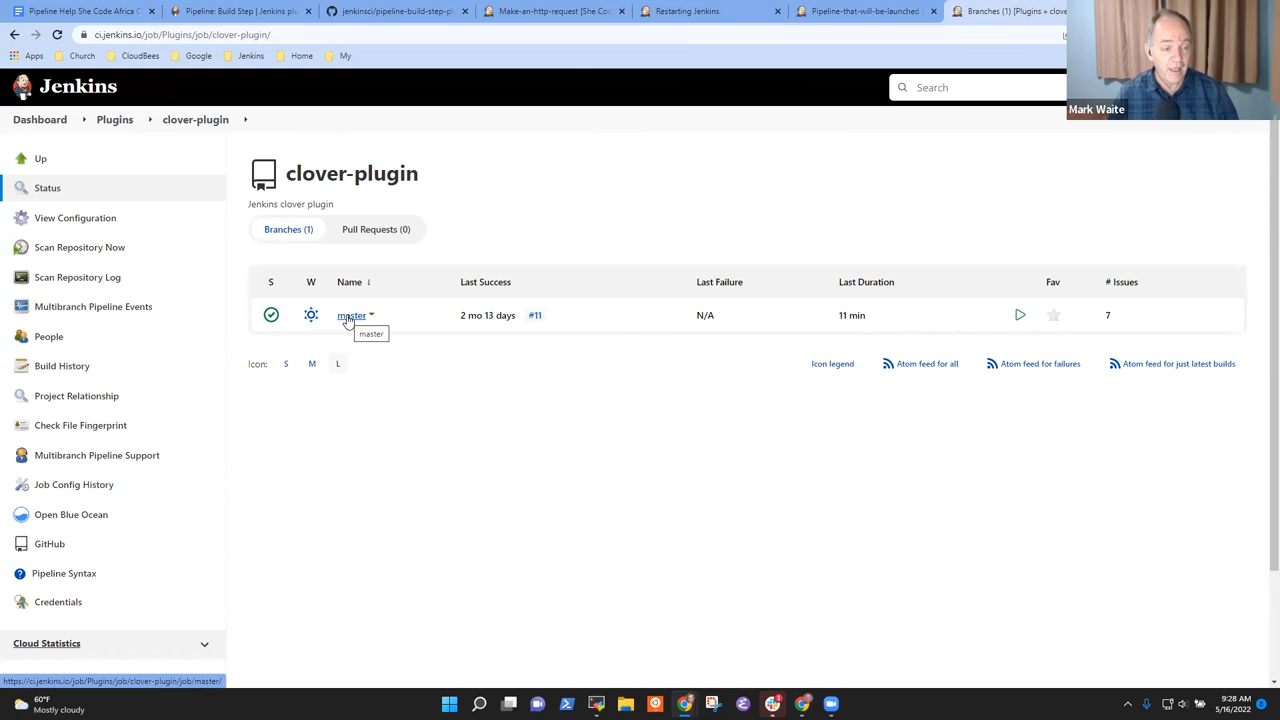 Pipeline Help She Code Africa C
Pipeline: Build Step | Jenkins plu
jenkinsci/pipeline-build-step-pl
Make-an-http-request [She Co
Restarting Jenkins
Pipeline-that-will-be-launched
Branches (1) [Plugins » clove
ci.jenkins.io/job/Plugins/job/clover-plugin/
Apps
Church
CloudBees
Google
Jenkins
Home
My
Jenkins
Search
Mark Waite
Dashboard
Plugins
clover-plugin
Up
Status
View Configuration
Scan Repository Now
Scan Repository Log
Multibranch Pipeline Events
People
Build History
Project Relationship
Check File Fingerprint
Multibranch Pipeline Support
Job Config History
Open Blue Ocean
GitHub
Pipeline Syntax
Credentials
Cloud Statistics
clover-plugin
Jenkins clover plugin
Branches (1) Pull Requests (0)
S W Name ↓ Last Success Last Failure Last Duration Fav # Issues
master 2 mo 13 days #11 N/A 11 min 7
master
Icon: S M L Icon legend Atom feed for all Atom feed for failures Atom feed for just latest builds
https://ci.jenkins.io/job/Plugins/job/clover-plugin/job/master/
60°F
Mostly cloudy
9:28 AM
5/16/2022